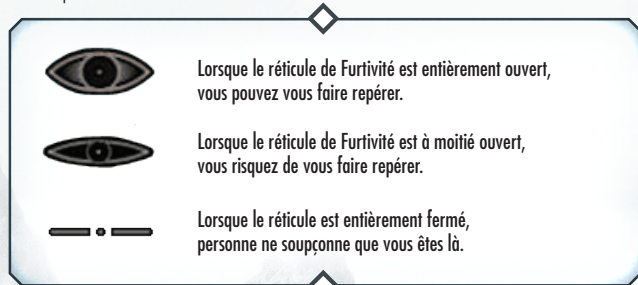 Lorsque le réticule de Furtivité est entièrement ouvert,
vous pouvez vous faire repérer.
Lorsque le réticule de Furtivité est à moitié ouvert,
vous risquez de vous faire repérer.
Lorsque le réticule est entièrement fermé,
personne ne soupçonne que vous êtes là.